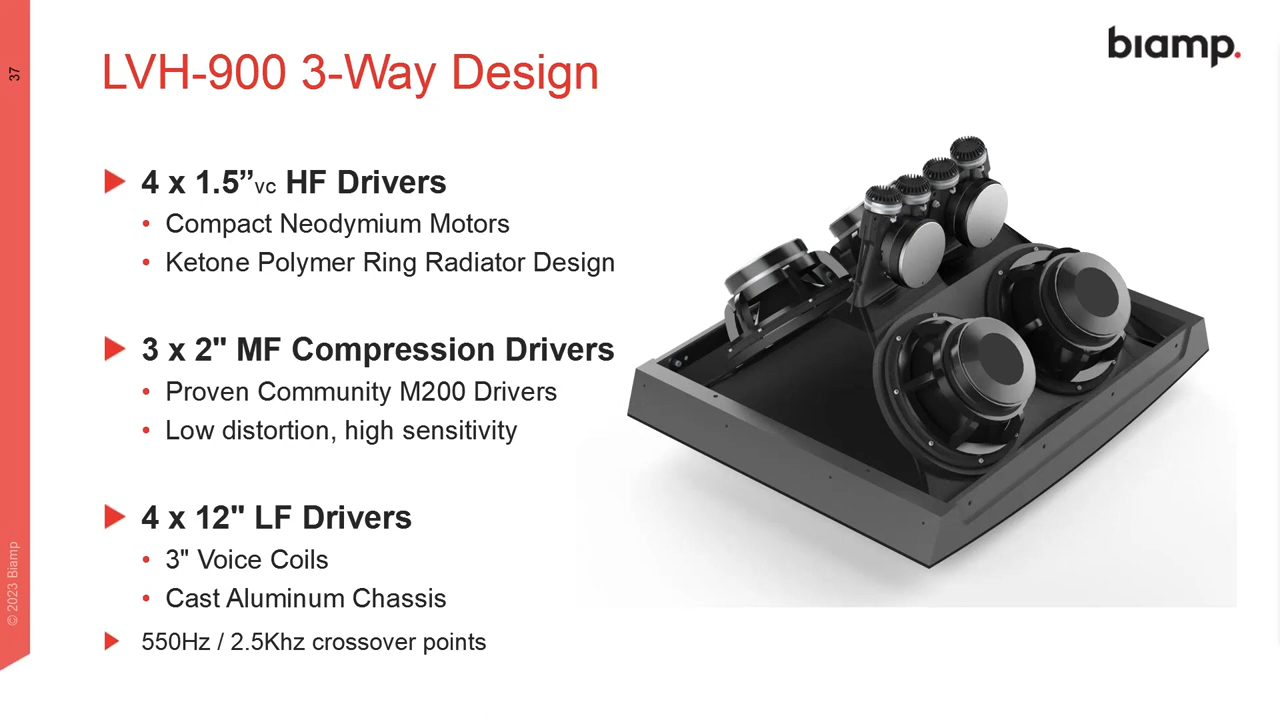 37
LVH-900 3-Way Design
biamp.
4 x 1.5”vc HF Drivers
• Compact Neodymium Motors
• Ketone Polymer Ring Radiator Design
3 x 2" MF Compression Drivers
• Proven Community M200 Drivers
• Low distortion, high sensitivity
4 x 12" LF Drivers
• 3" Voice Coils
• Cast Aluminum Chassis
550Hz / 2.5Khz crossover points
© 2023 Biamp